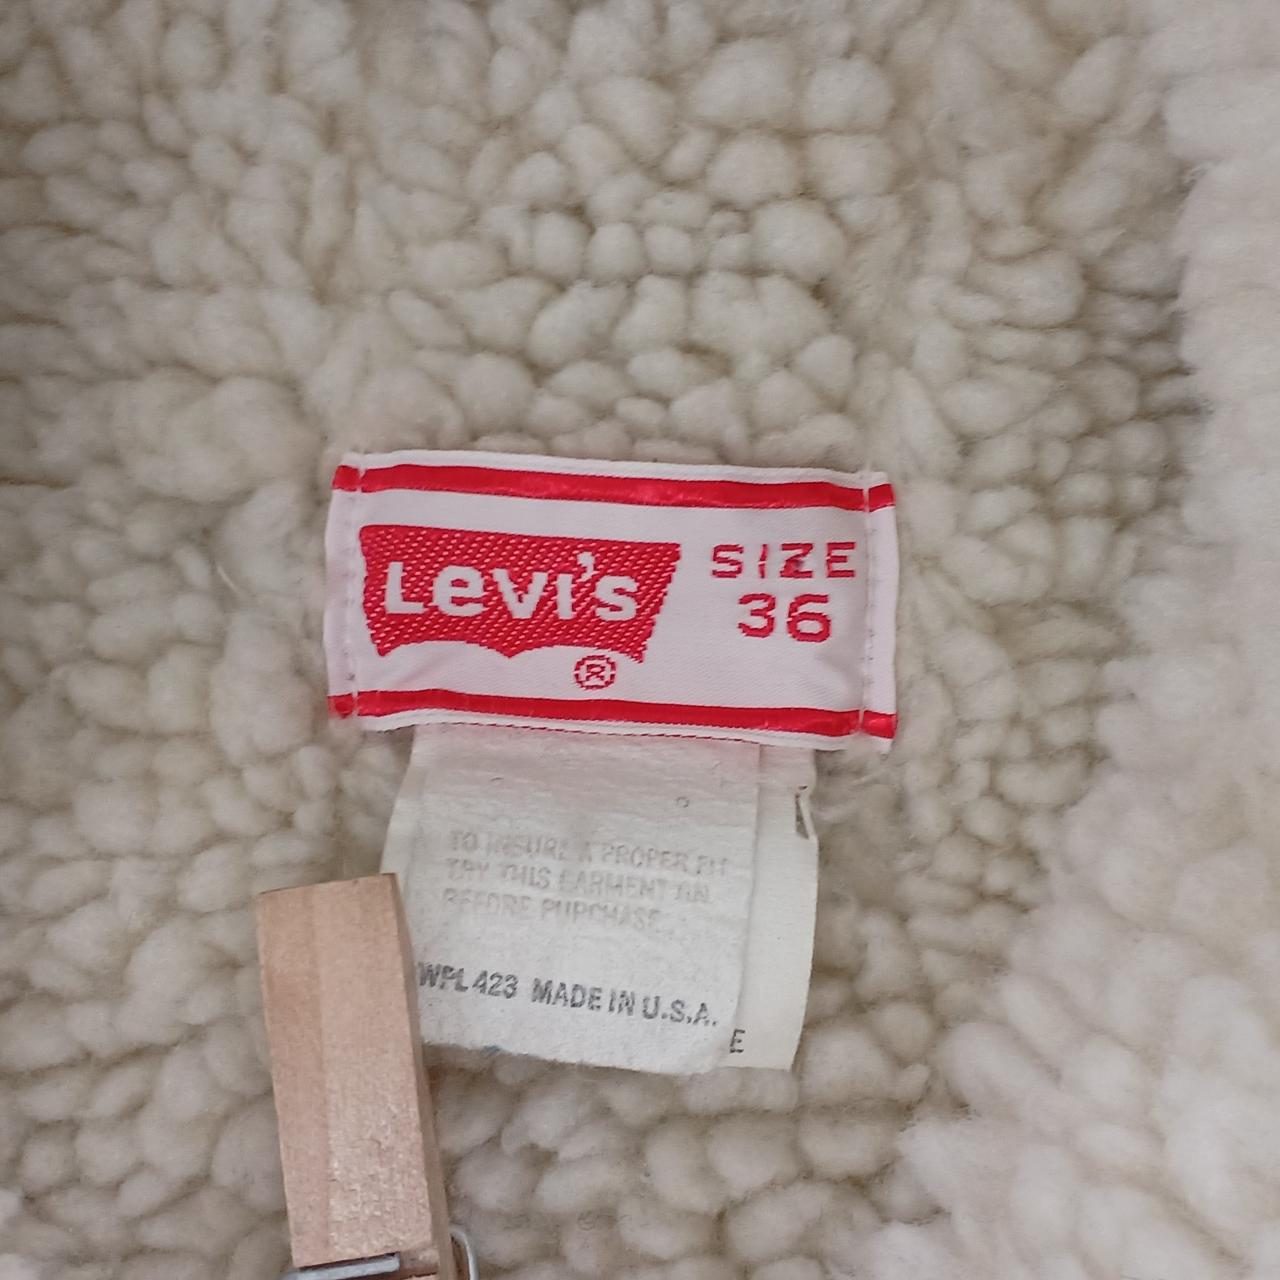 Levi's SIZE
36
®
TO INSURE A PROPER FIT
TRY THIS GARMENT ON
BEFORE PURCHASE.
WPL 423 MADE IN U.S.A.
E